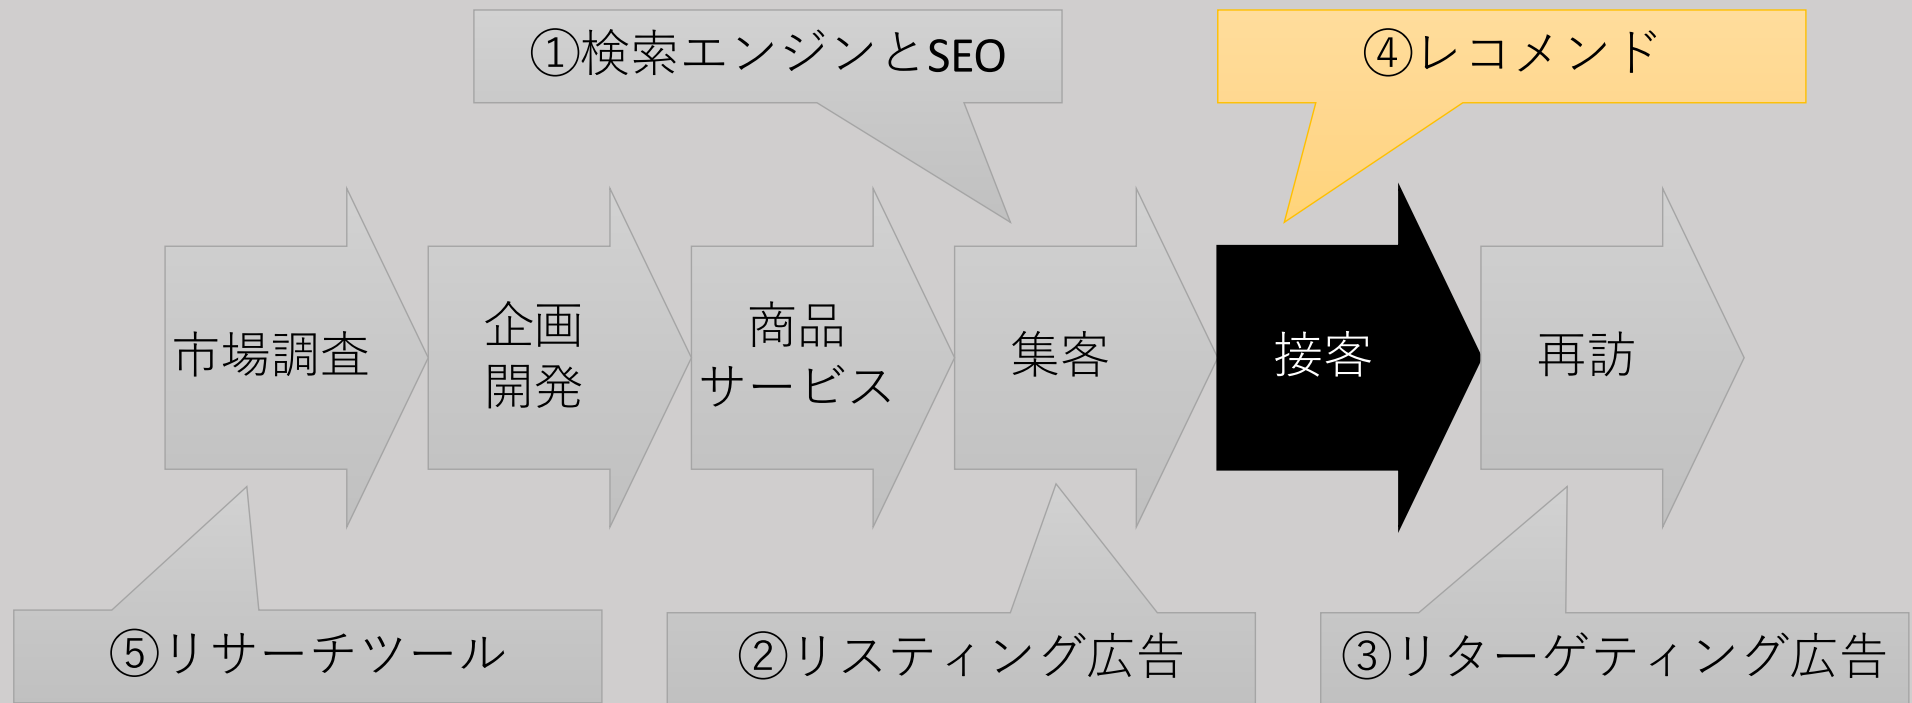 ①検索エンジンとSEO
④レコメンド
市場調査
企画
開発
商品
サービス
集客
接客
再訪
⑤リサーチツール
②リスティング広告
③リターゲティング広告